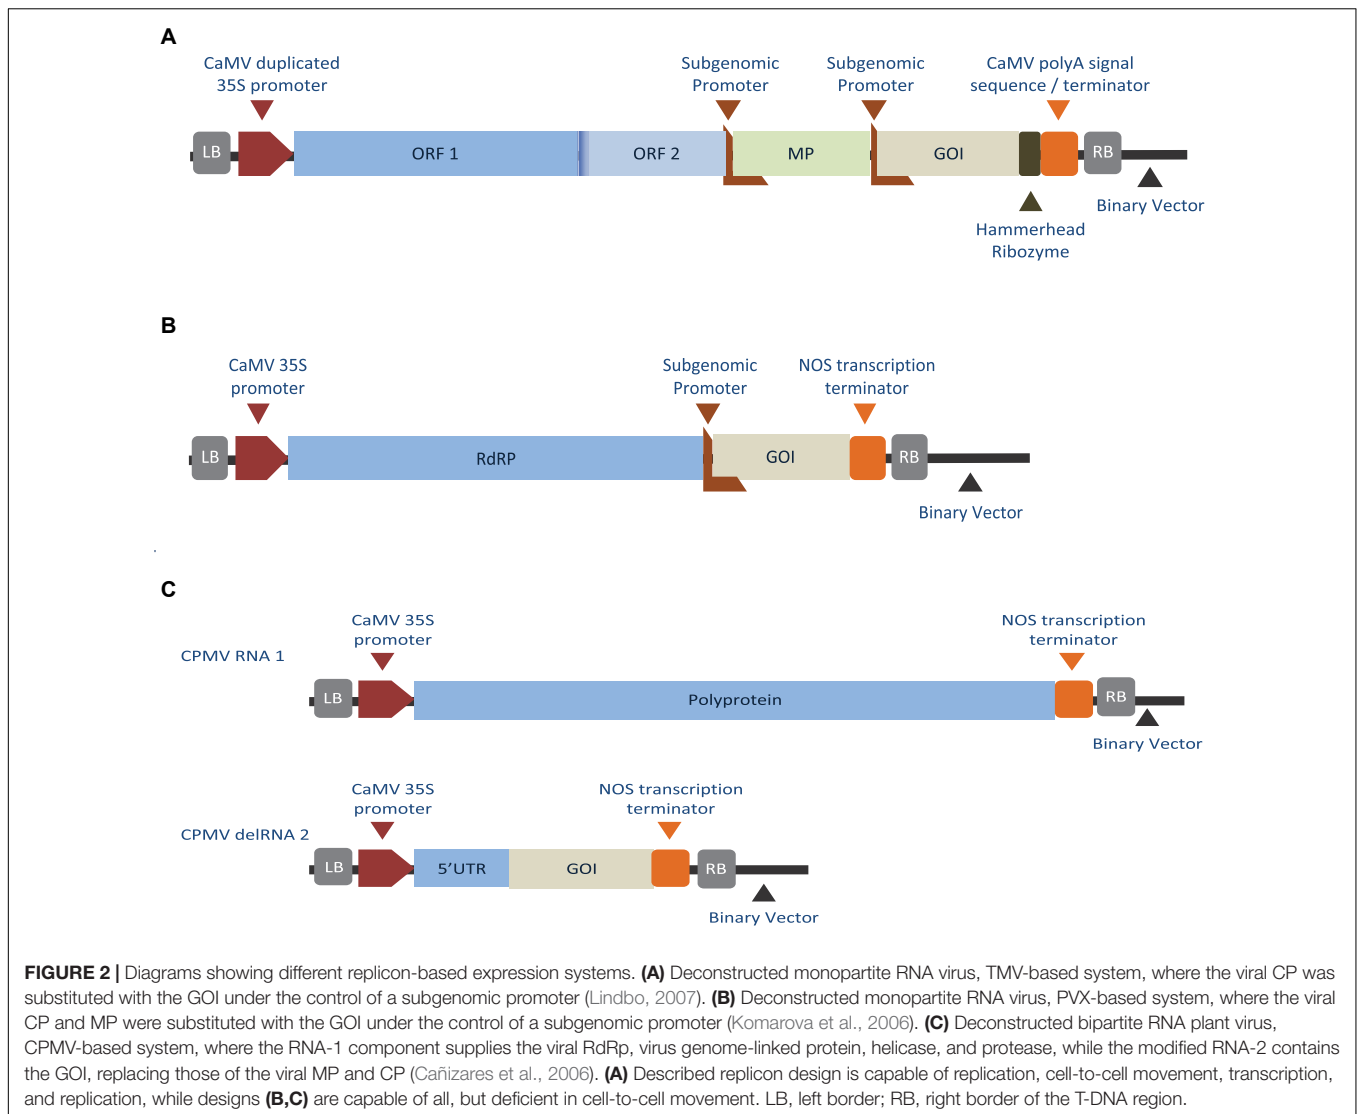 A
CaMV duplicated
35S promoter
Subgenomic
Promoter
Subgenomic
Promoter
CaMV polyA signal
sequence / terminator
LB
ORF 1
ORF 2
MP
GOI
RB
Binary Vector
Hammerhead
Ribozyme
B
CaMV 35S
promoter
Subgenomic
Promoter
NOS transcription
terminator
LB
RdRP
GOI
RB
Binary Vector
C
CPMV RNA 1
CaMV 35S
promoter
NOS transcription
terminator
LB
Polyprotein
RB
Binary Vector
CPMV delRNA 2
CaMV 35S
promoter
NOS transcription
terminator
LB
5'UTR
GOI
RB
Binary Vector
FIGURE 2 | Diagrams showing different replicon-based expression systems. (A) Deconstructed monopartite RNA virus, TMV-based system, where the viral CP was
substituted with the GOI under the control of a subgenomic promoter (Lindbo, 2007). (B) Deconstructed monopartite RNA virus, PVX-based system, where the viral
CP and MP were substituted with the GOI under the control of a subgenomic promoter (Komarova et al., 2006). (C) Deconstructed bipartite RNA plant virus,
CPMV-based system, where the RNA-1 component supplies the viral RdRp, virus genome-linked protein, helicase, and protease, while the modified RNA-2 contains
the GOI, replacing those of the viral MP and CP (Cañizares et al., 2006). (A) Described replicon design is capable of replication, cell-to-cell movement, transcription,
and replication, while designs (B,C) are capable of all, but deficient in cell-to-cell movement. LB, left border; RB, right border of the T-DNA region.